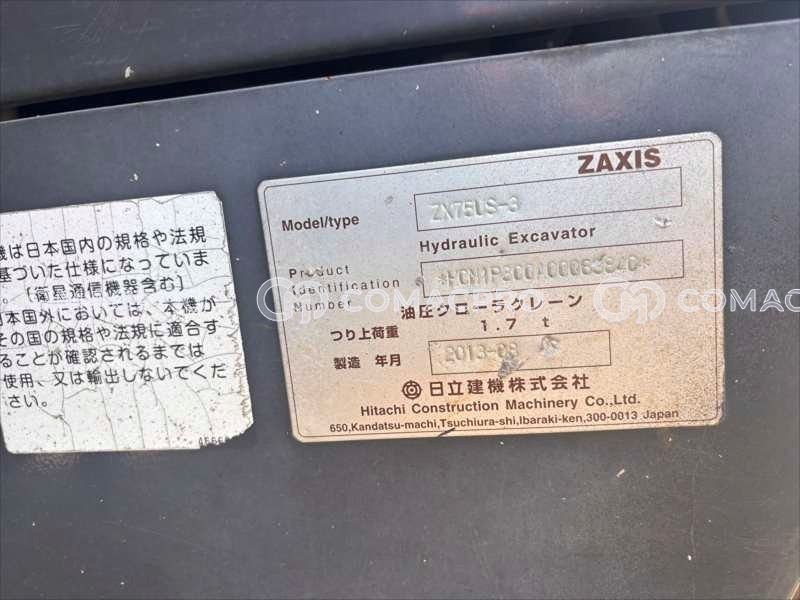 機は日本国内の規格や法規
基づいた仕様になっていま
。〔衛星通信機器含む〕
日本国外においては、本機が
その国の規格や法規に適合す
ることが確認されるまでは
使用、又は輸出しないでくだ
さい。
ZAXIS
Model/type ZX75US-3
Hydraulic Excavator
Product
Identification
Number
油圧クローラクレーン
つり上荷重 1.7 t
製造 年月 2013-08
日立建機株式会社
Hitachi Construction Machinery Co.,Ltd.
650,Kandatsu-machi,Tsuchiura-shi,Ibaraki-ken,300-0013 Japan
COMACHPRO